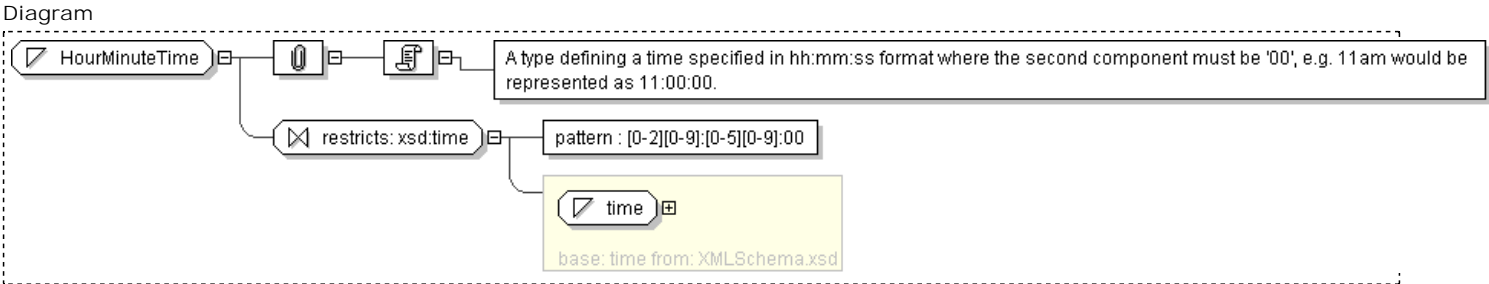 Diagram
HourMinuteTime
A type defining a time specified in hh:mm:ss format where the second component must be '00', e.g. 11am would be
represented as 11:00:00.
restricts: xsd:time
pattern : [0-2][0-9]:[0-5][0-9]:00
time
base: time from: XMLSchema.xsd